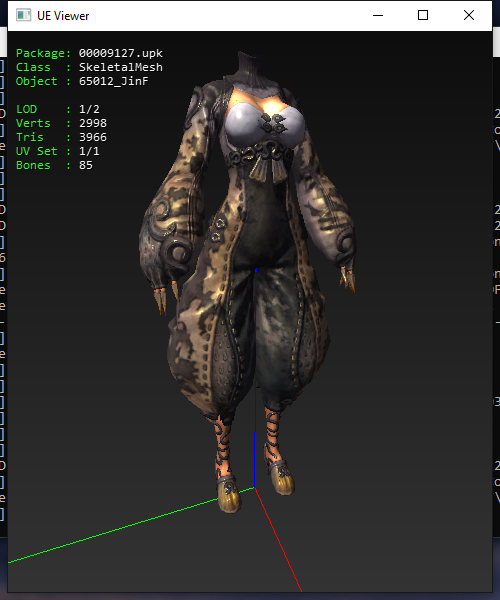 UE Viewer
Package: 00009127.upk
Class  : SkeletalMesh
Object : 65012_JinF
LOD    : 1/2
Verts  : 2998
Tris   : 3966
UV Set : 1/1
Bones  : 85